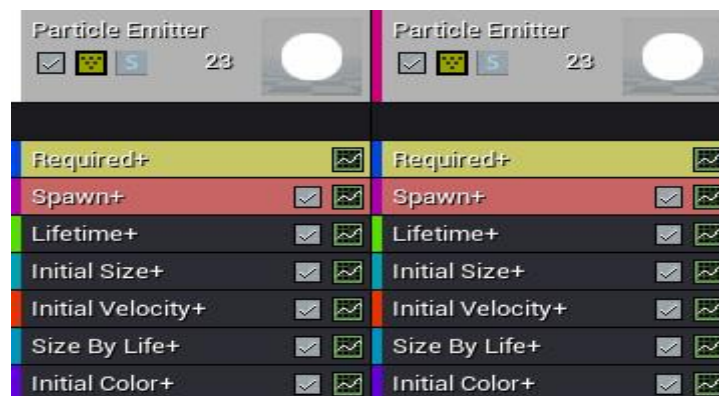 Particle Emitter Particle Emitter
S 23 S 23
Required+ Required+
Spawn+ Spawn+
Lifetime+ Lifetime+
Initial Size+ Initial Size+
Initial Velocity+ Initial Velocity+
Size By Life+ Size By Life+
Initial Color+ Initial Color+